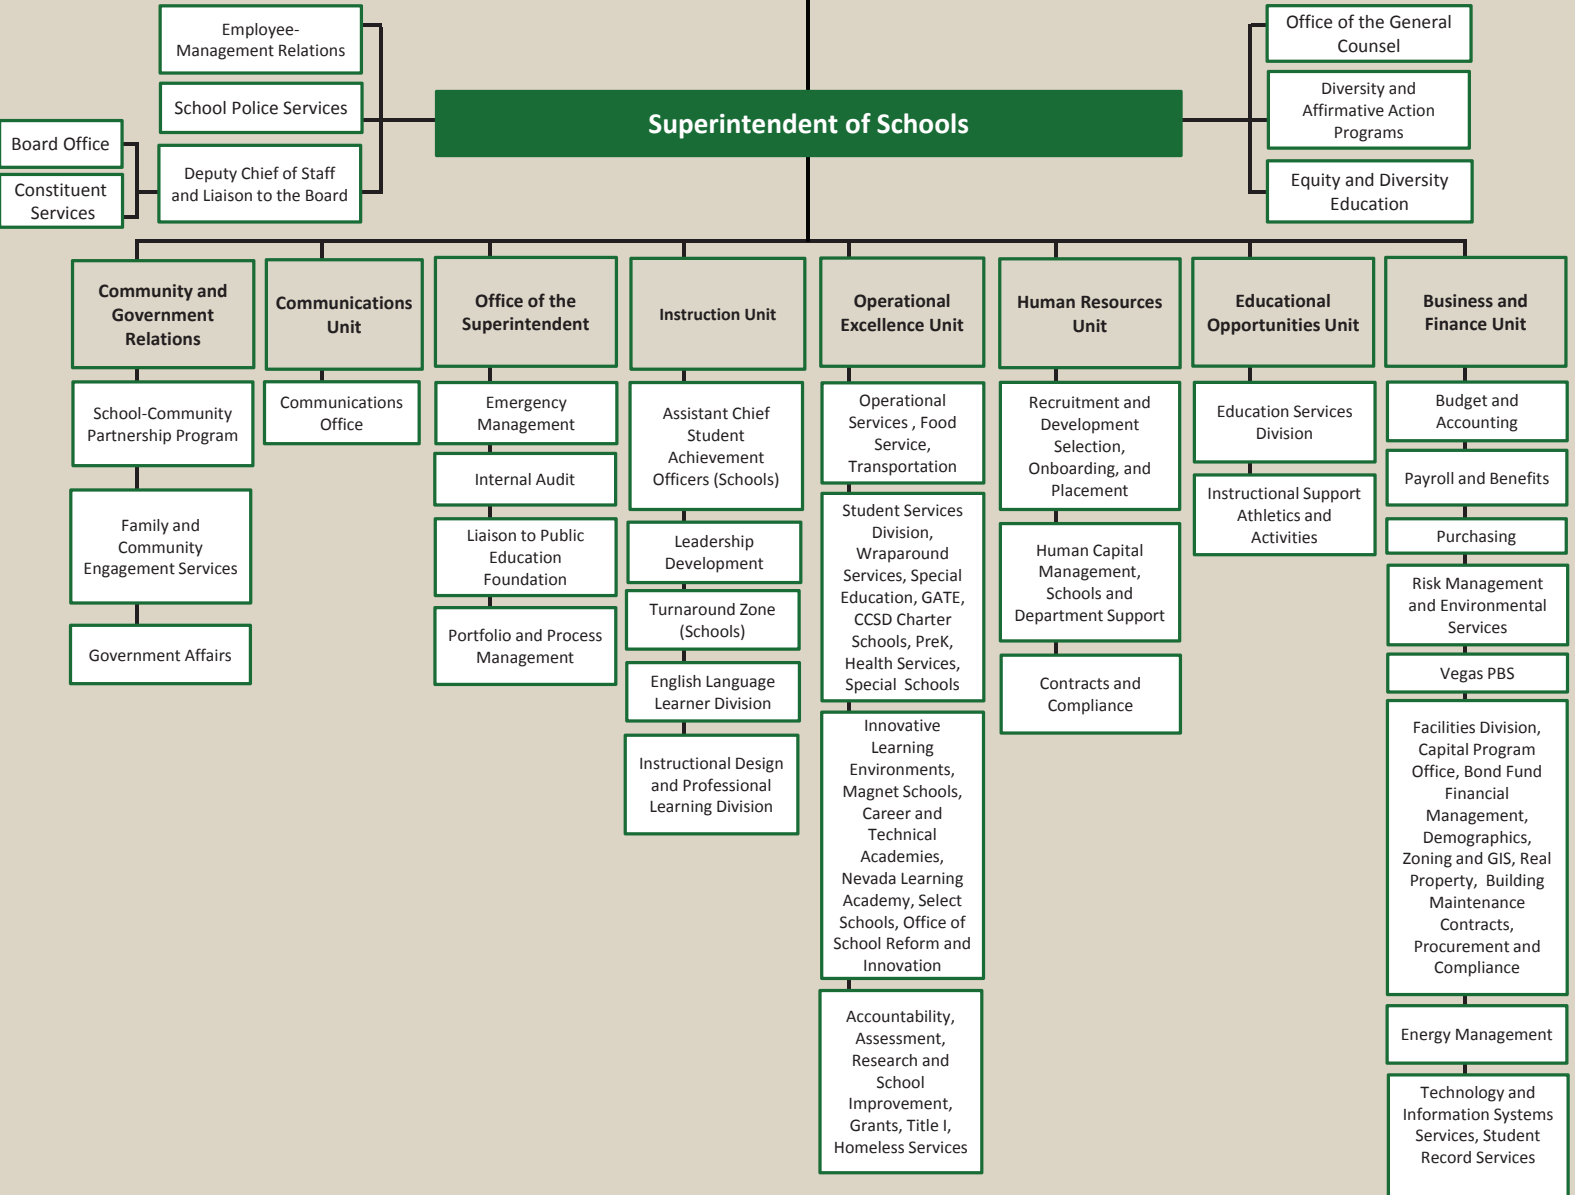 Employee-
Management Relations
School Police Services
Deputy Chief of Staff
and Liaison to the Board
Board Office
Constituent
Services
Superintendent of Schools
Office of the General
Counsel
Diversity and
Affirmative Action
Programs
Equity and Diversity
Education
Community and
Government
Relations
School-Community
Partnership Program
Family and
Community
Engagement Services
Government Affairs
Communications
Unit
Communications
Office
Office of the
Superintendent
Emergency
Management
Internal Audit
Liaison to Public
Education
Foundation
Portfolio and Process
Management
Instruction Unit
Assistant Chief
Student
Achievement
Officers (Schools)
Leadership
Development
Turnaround Zone
(Schools)
English Language
Learner Division
Instructional Design
and Professional
Learning Division
Operational
Excellence Unit
Operational
Services , Food
Service,
Transportation
Student Services
Division,
Wraparound
Services, Special
Education, GATE,
CCSD Charter
Schools, PreK,
Health Services,
Special Schools
Innovative
Learning
Environments,
Magnet Schools,
Career and
Technical
Academies,
Nevada Learning
Academy, Select
Schools, Office of
School Reform and
Innovation
Accountability,
Assessment,
Research and
School
Improvement,
Grants, Title I,
Homeless Services
Human Resources
Unit
Recruitment and
Development
Selection,
Onboarding, and
Placement
Human Capital
Management,
Schools and
Department Support
Contracts and
Compliance
Educational
Opportunities Unit
Education Services
Division
Instructional Support
Athletics and
Activities
Business and
Finance Unit
Budget and
Accounting
Payroll and Benefits
Purchasing
Risk Management
and Environmental
Services
Vegas PBS
Facilities Division,
Capital Program
Office, Bond Fund
Financial
Management,
Demographics,
Zoning and GIS, Real
Property, Building
Maintenance
Contracts,
Procurement and
Compliance
Energy Management
Technology and
Information Systems
Services, Student
Record Services